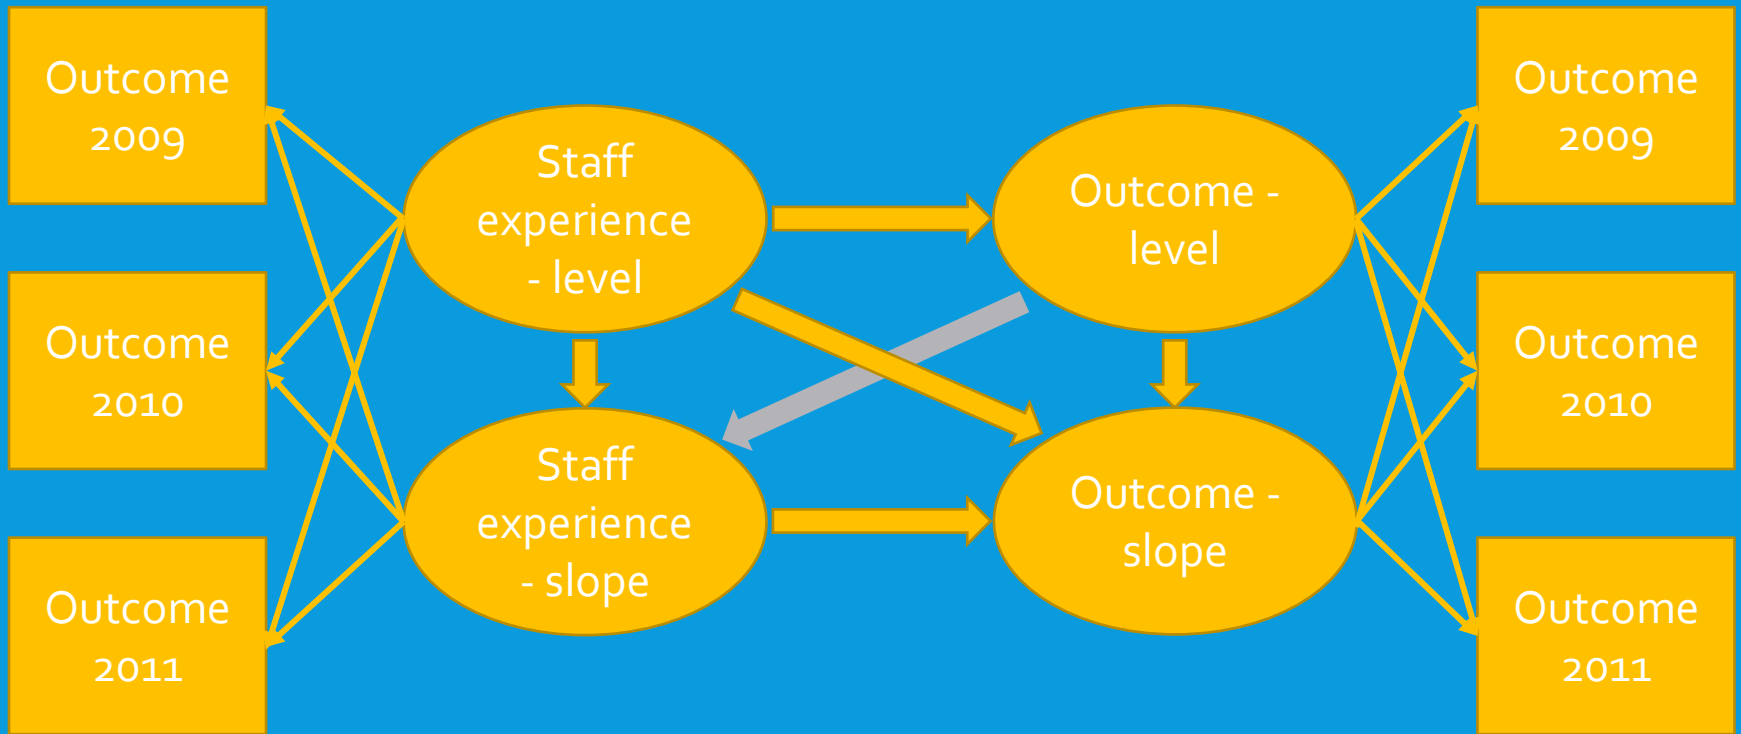 Outcome
2009
Outcome
2010
Outcome
2011
Staff
experience
- level
Staff
experience
- slope
Outcome -
level
Outcome -
slope
Outcome
2009
Outcome
2010
Outcome
2011